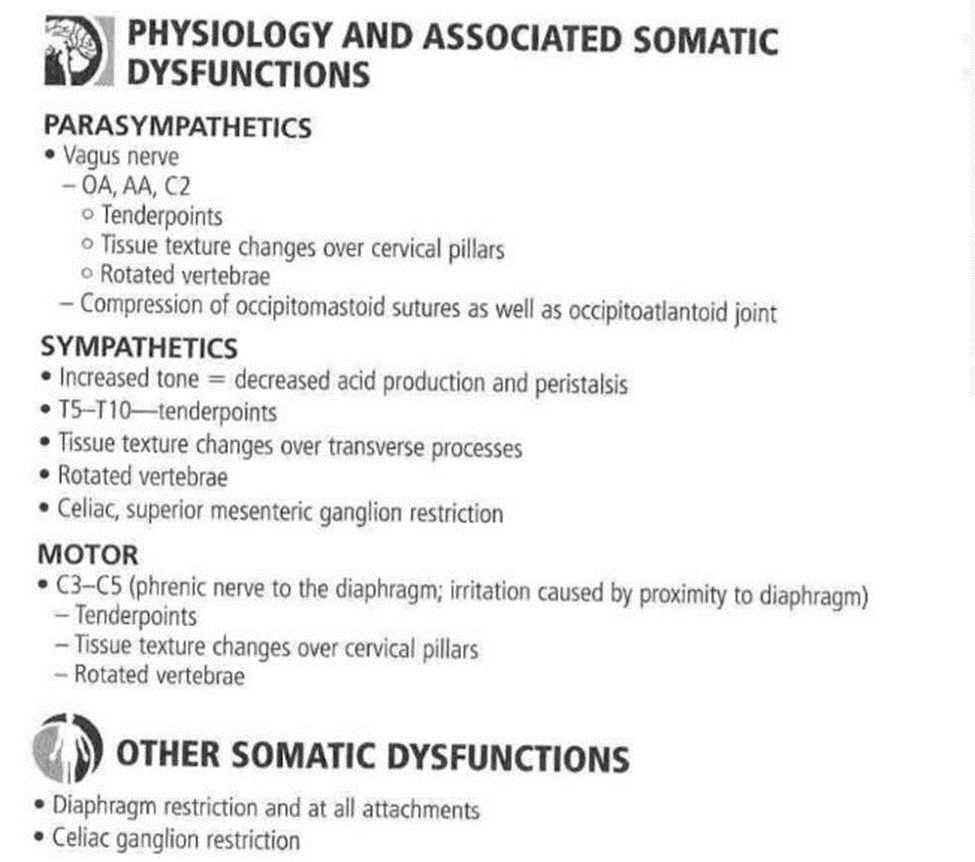 PHYSIOLOGY AND ASSOCIATED SOMATIC
DYSFUNCTIONS
PARASYMPATHETICS
• Vagus nerve
– OA, AA, C2
○ Tenderpoints
○ Tissue texture changes over cervical pillars
○ Rotated vertebrae
– Compression of occipitomastoid sutures as well as occipitoatlantoid joint
SYMPATHETICS
• Increased tone = decreased acid production and peristalsis
• T5–T10—tenderpoints
• Tissue texture changes over transverse processes
• Rotated vertebrae
• Celiac, superior mesenteric ganglion restriction
MOTOR
• C3–C5 (phrenic nerve to the diaphragm; irritation caused by proximity to diaphragm)
– Tenderpoints
– Tissue texture changes over cervical pillars
– Rotated vertebrae
OTHER SOMATIC DYSFUNCTIONS
• Diaphragm restriction and at all attachments
• Celiac ganglion restriction